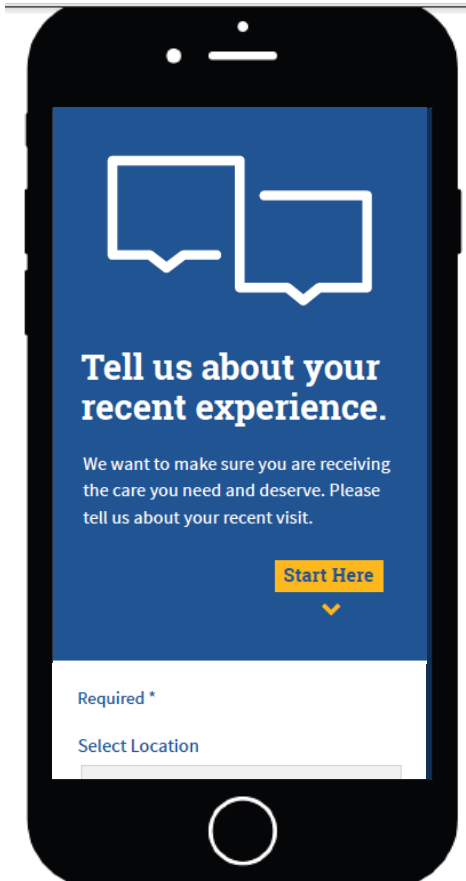 Tell us about your
recent experience.
We want to make sure you are receiving
the care you need and deserve. Please
tell us about your recent visit.
Start Here
Required *
Select Location